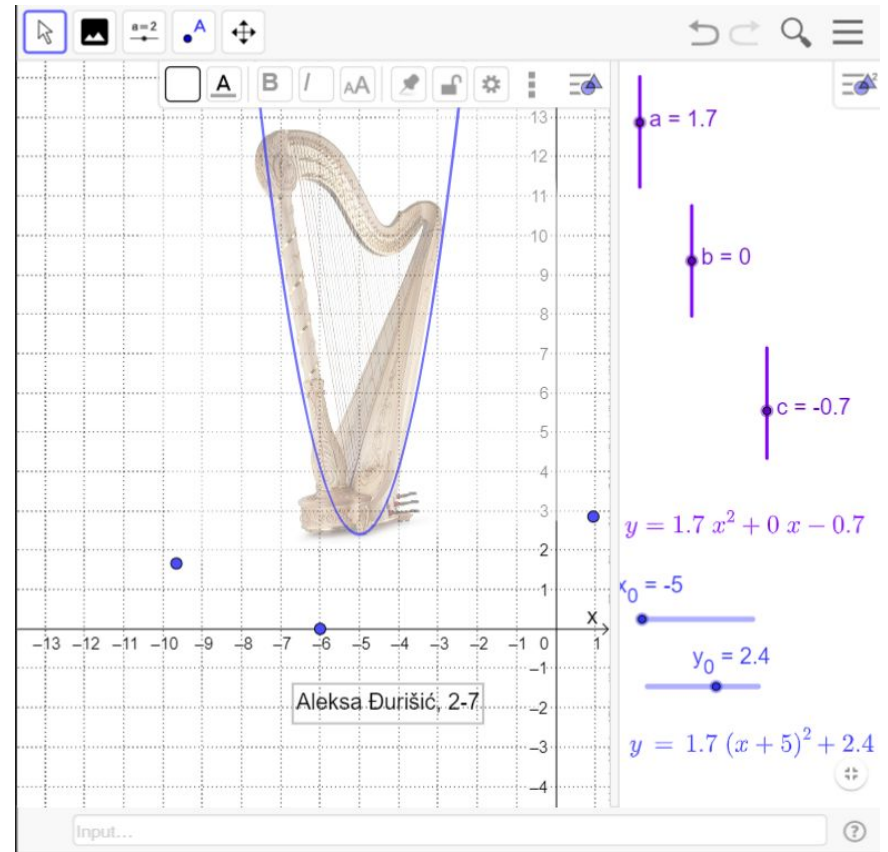 a=2
A
A B I AA
13
12
11
10
9
8
7
6
5
4
3
2
1
x
–13 –12 –11 –10 –9 –8 –7 –6 –5 –4 –3 –2 –1 0 1
–1
–2
–3
–4
Aleksa Đurišić, 2-7
2
a = 1.7
b = 0
c = -0.7
y = 1.7 x² + 0 x − 0.7
x₀ = -5
y₀ = 2.4
y = 1.7 (x + 5)² + 2.4
Input...
?